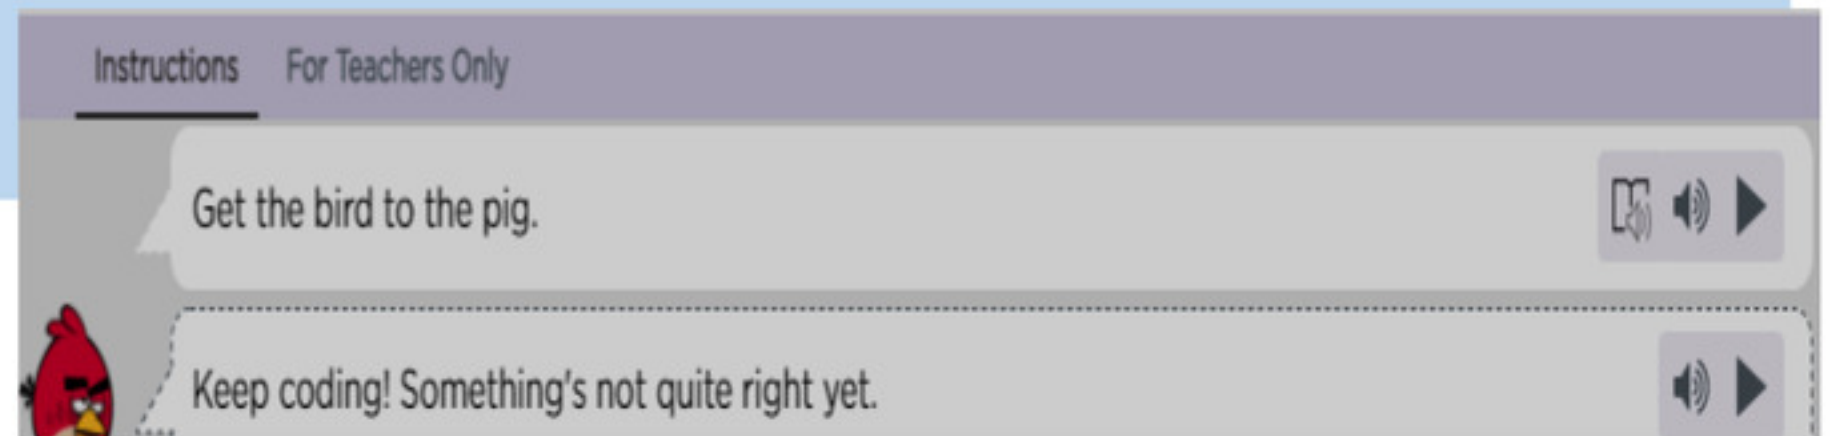 Instructions For Teachers Only
Get the bird to the pig.
Keep coding! Something's not quite right yet.